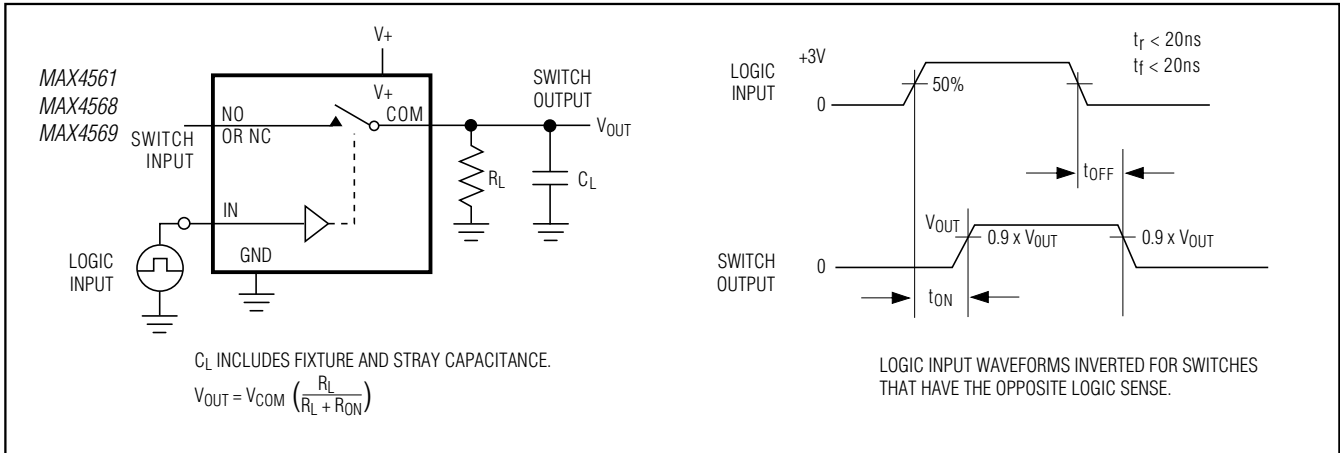 MAX4561
MAX4568
MAX4569
SWITCH
INPUT
NO
OR NC
V+
V+
COM
SWITCH
OUTPUT
VOUT
RL
CL
IN
GND
LOGIC
INPUT
CL INCLUDES FIXTURE AND STRAY CAPACITANCE.
VOUT = VCOM (RL / RL + RON)
LOGIC
INPUT
+3V
0
50%
tr < 20ns
tf < 20ns
tOFF
VOUT
0.9 x VOUT
0.9 x VOUT
SWITCH
OUTPUT
0
tON
LOGIC INPUT WAVEFORMS INVERTED FOR SWITCHES
THAT HAVE THE OPPOSITE LOGIC SENSE.